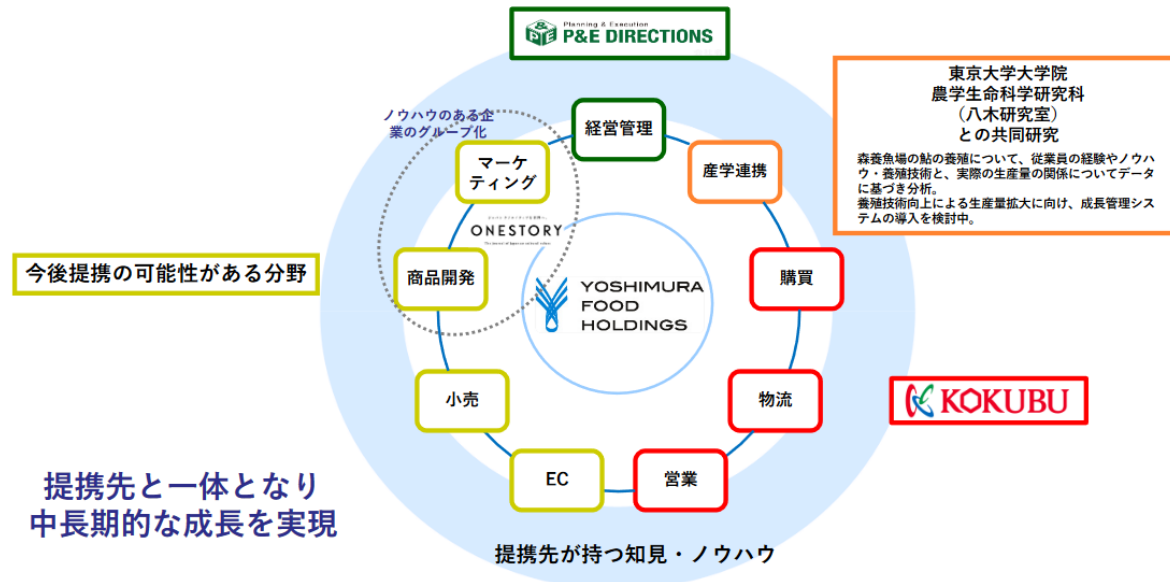 Planning & Execution
P&E DIRECTIONS
東京大学大学院
農学生命科学研究科
（八木研究室）
との共同研究
森養魚場の鮎の養殖について、従業員の経験やノウハ
ウ・養殖技術と、実際の生産量の関係についてデータ
に基づき分析。
養殖技術向上による生産量拡大に向け、成長管理シス
テムの導入を検討中。
ノウハウのある企
業のグループ化
経営管理
マーケ
ティング
産学連携
ONESTORY
今後提携の可能性がある分野
商品開発
購買
YOSHIMURA
FOOD
HOLDINGS
小売
物流
KOKUBU
EC
営業
提携先と一体となり
中長期的な成長を実現
提携先が持つ知見・ノウハウ